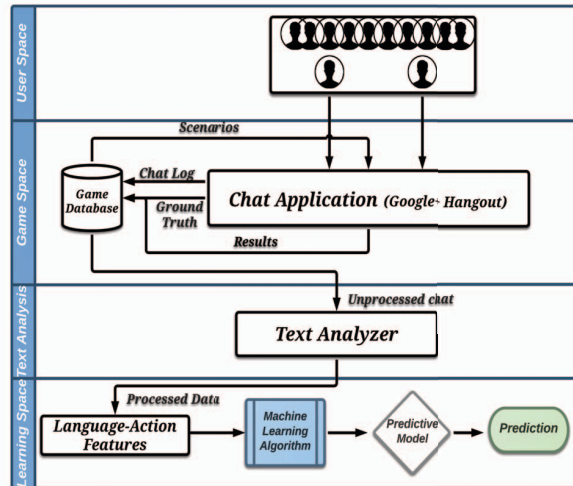 User Space
Game Space
Scenarios
Chat Log
Game
Database
Ground
Truth
Chat Application (Google+ Hangout)
Results
Text Analysis
Unprocessed chat
Text Analyzer
Learning Space
Processed Data
Language-Action
Features
Machine
Learning
Algorithm
Predictive
Model
Prediction